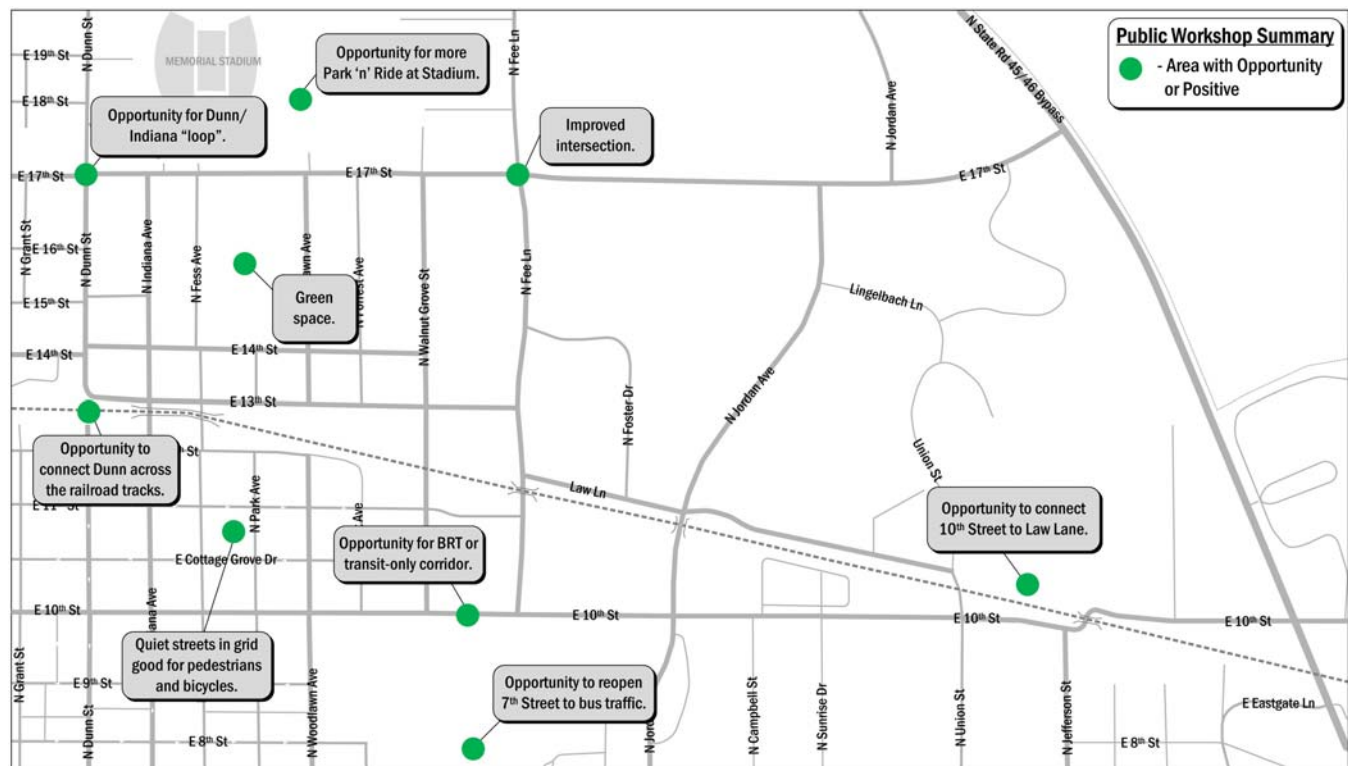 Public Workshop Summary
- Area with Opportunity
or Positive
MEMORIAL STADIUM
Opportunity for more
Park ‘n’ Ride at Stadium.
Opportunity for Dunn/
Indiana “loop”.
Improved
intersection.
Green
space.
Opportunity to
connect Dunn across
the railroad tracks.
Opportunity for BRT or
transit-only corridor.
Opportunity to connect
10th Street to Law Lane.
Quiet streets in grid
good for pedestrians
and bicycles.
Opportunity to reopen
7th Street to bus traffic.
E 19th St
N Dunn St
N Fee Ln
N State Rd 45/46 Bypass
E 18th St
N Jordan Ave
E 17th St
E 17th St
E 17th St
N Grant St
E 16th St
N Dunn St
N Indiana Ave
N Fess Ave
N Walnut Grove St
N Fee Ln
E 15th St
Lingelbach Ln
E 14th St
E 14th St
N Jordan Ave
E 13th St
N Foster Dr
Union St
Law Ln
N Park Ave
E Cottage Grove Dr
E 10th St
E 10th St
E 10th St
E 10th St
N Grant St
E 9th St
N Dunn St
N Woodlawn Ave
E 8th St
N Campbell St
N Sunrise Dr
N Union St
N Jefferson St
E 8th St
E Eastgate Ln